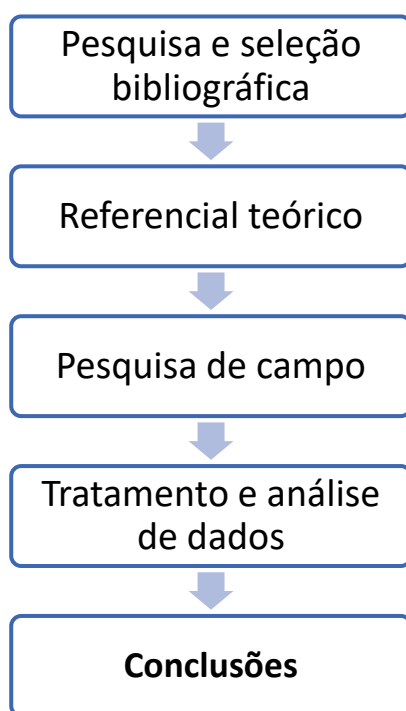 Pesquisa e seleção
bibliográfica
Referencial teórico
Pesquisa de campo
Tratamento e análise
de dados
Conclusões